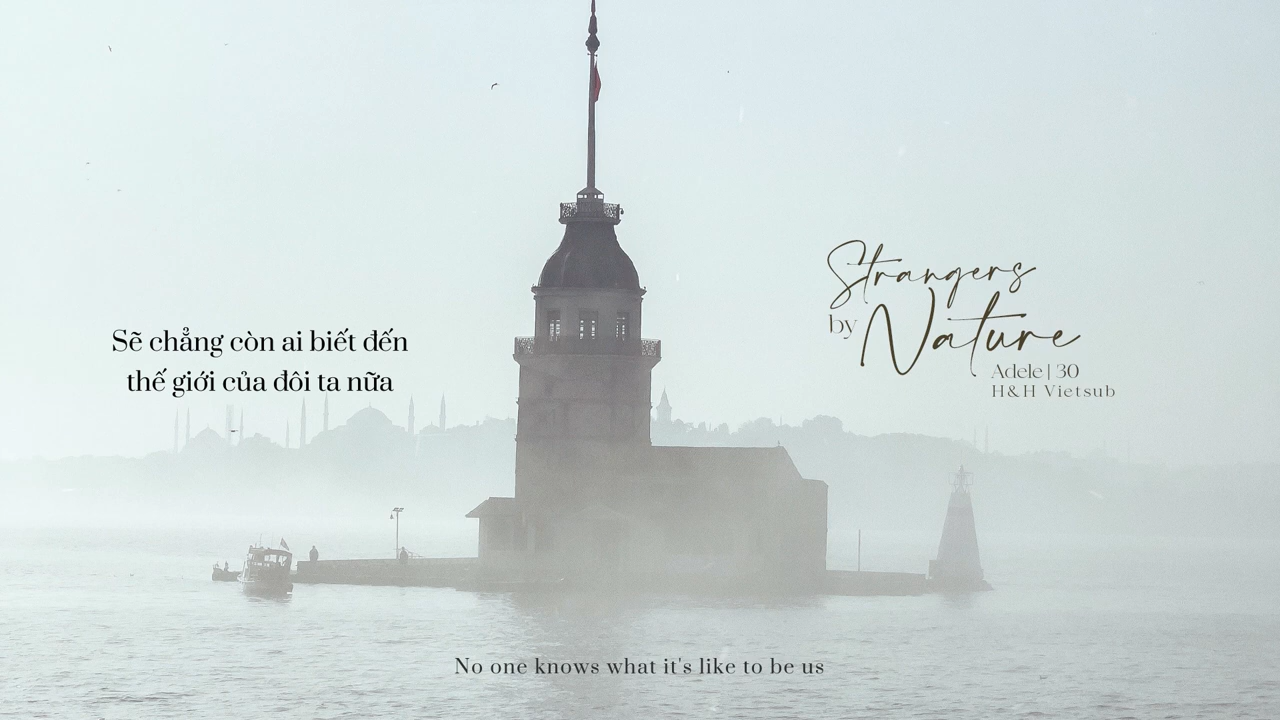 Sẽ chẳng còn ai biết đến
thế giới của đôi ta nữa
Strangers
by Nature
Adele | 30
H&H Vietsub
No one knows what it's like to be us